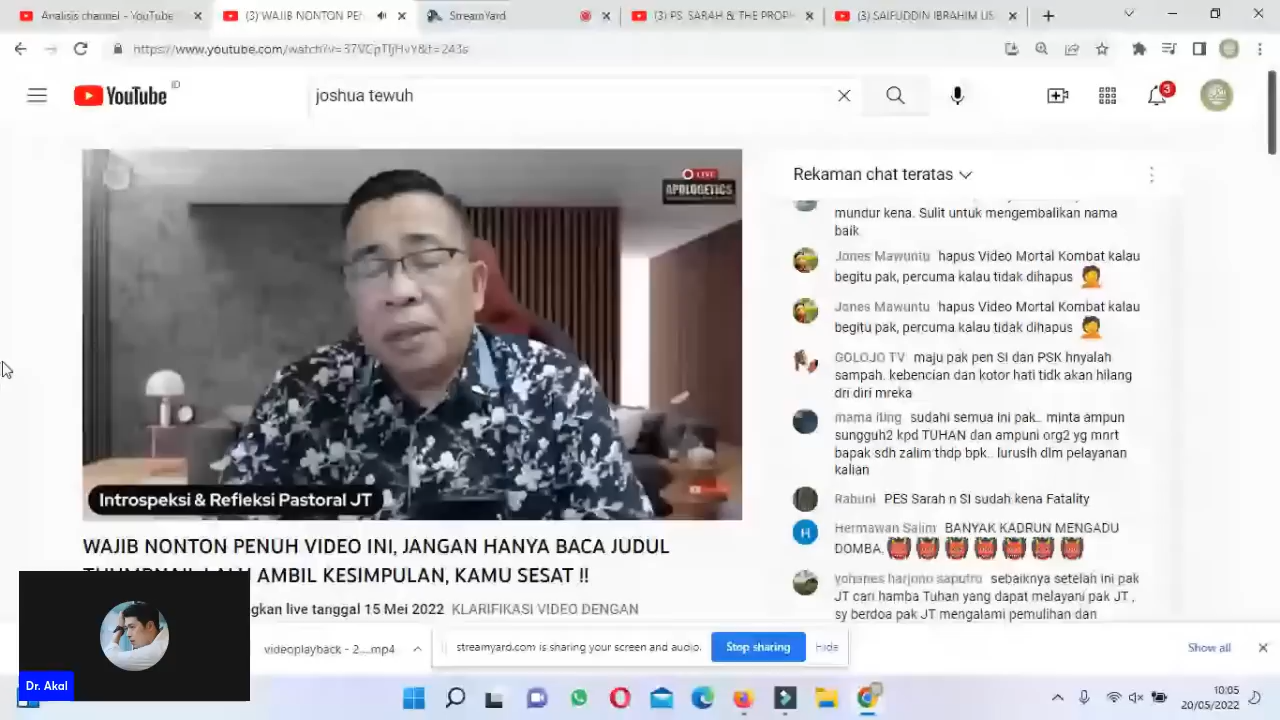 (3) WAJIB NONTON PE
StreamYard
(3) PS. SARAH & THE PROP
(3) SAIFUDDIN IBRAHIM US
https://www.youtube.com/watch?v=
YouTube ID
joshua tewuh
3
LIVE
APOLOGETICS
Introspeksi & Refleksi Pastoral JT
Rekaman chat teratas
mundur kena. Sulit untuk mengembalikan nama
baik
Jones Mawuntu hapus Video Mortal Kombat kalau
begitu pak, percuma kalau tidak dihapus 🤦
Jones Mawuntu hapus Video Mortal Kombat kalau
begitu pak, percuma kalau tidak dihapus 🤦
GOLOJO TV maju pak pen SI dan PSK hnyalah
sampah. kebencian dan kotor hati tidk akan hilang
dri diri mreka
mama iting sudahi semua ini pak.. minta ampun
sungguh2 kpd TUHAN dan ampuni org2 yg mnrt
bapak sdh zalim thdp bpk.. luruslh dlm pelayanan
kalian
Rabuni PES Sarah n SI sudah kena Fatality
Hermawan Salim BANYAK KADRUN MENGADU
DOMBA, 👹👹👹👹👹👹👹
yohanes harjono saputro sebaiknya setelah ini pak
JT cari hamba Tuhan yang dapat melayani pak JT ,
sy berdoa pak JT mengalami pemulihan dan
WAJIB NONTON PENUH VIDEO INI, JANGAN HANYA BACA JUDUL
AMBIL KESIMPULAN, KAMU SESAT !!
gkan live tanggal 15 Mei 2022 KLARIFIKASI VIDEO DENGAN
videoplayback - 2....mp4
streamyard.com is sharing your screen and audio.
Stop sharing
Hide
Show all
Dr. Akal
10:05
20/05/2022